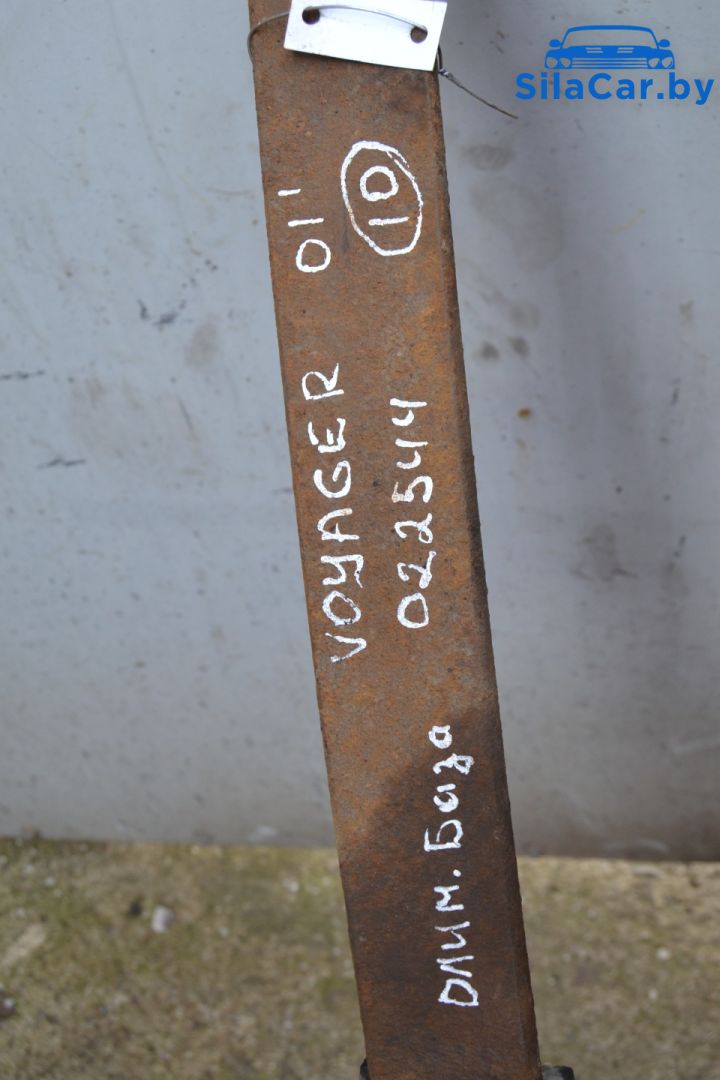 SilaCar.by
VOYAGER 01'
022544 10
длин. База